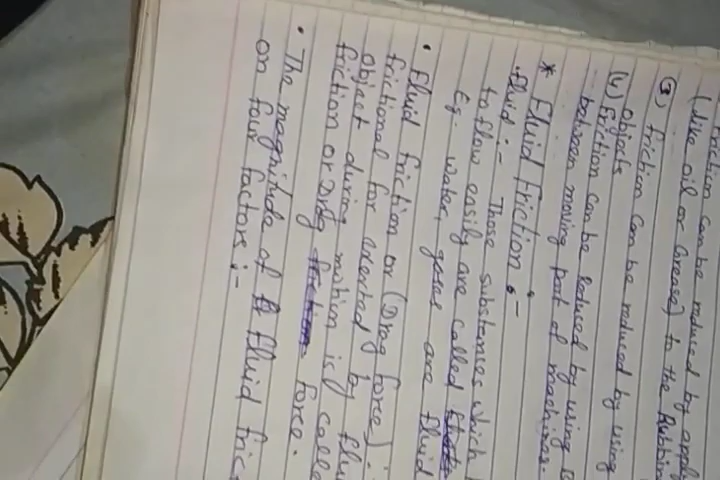 friction can be reduced by apply
(like oil or Grease) to the Rubbin
(3) friction can be reduced by using
objects
(4) Friction can be Reduced by using B
between moving part of machines.
* Fluid Friction :-
• fluid :- Those substances which
to flow easily are called
Eg. water, gases are fluid
• Fluid friction or (Drag force) :
frictional for exerted by flui
object during motion is calle
friction or Drag force.
• The magnitude of fluid fric
on four factors :-